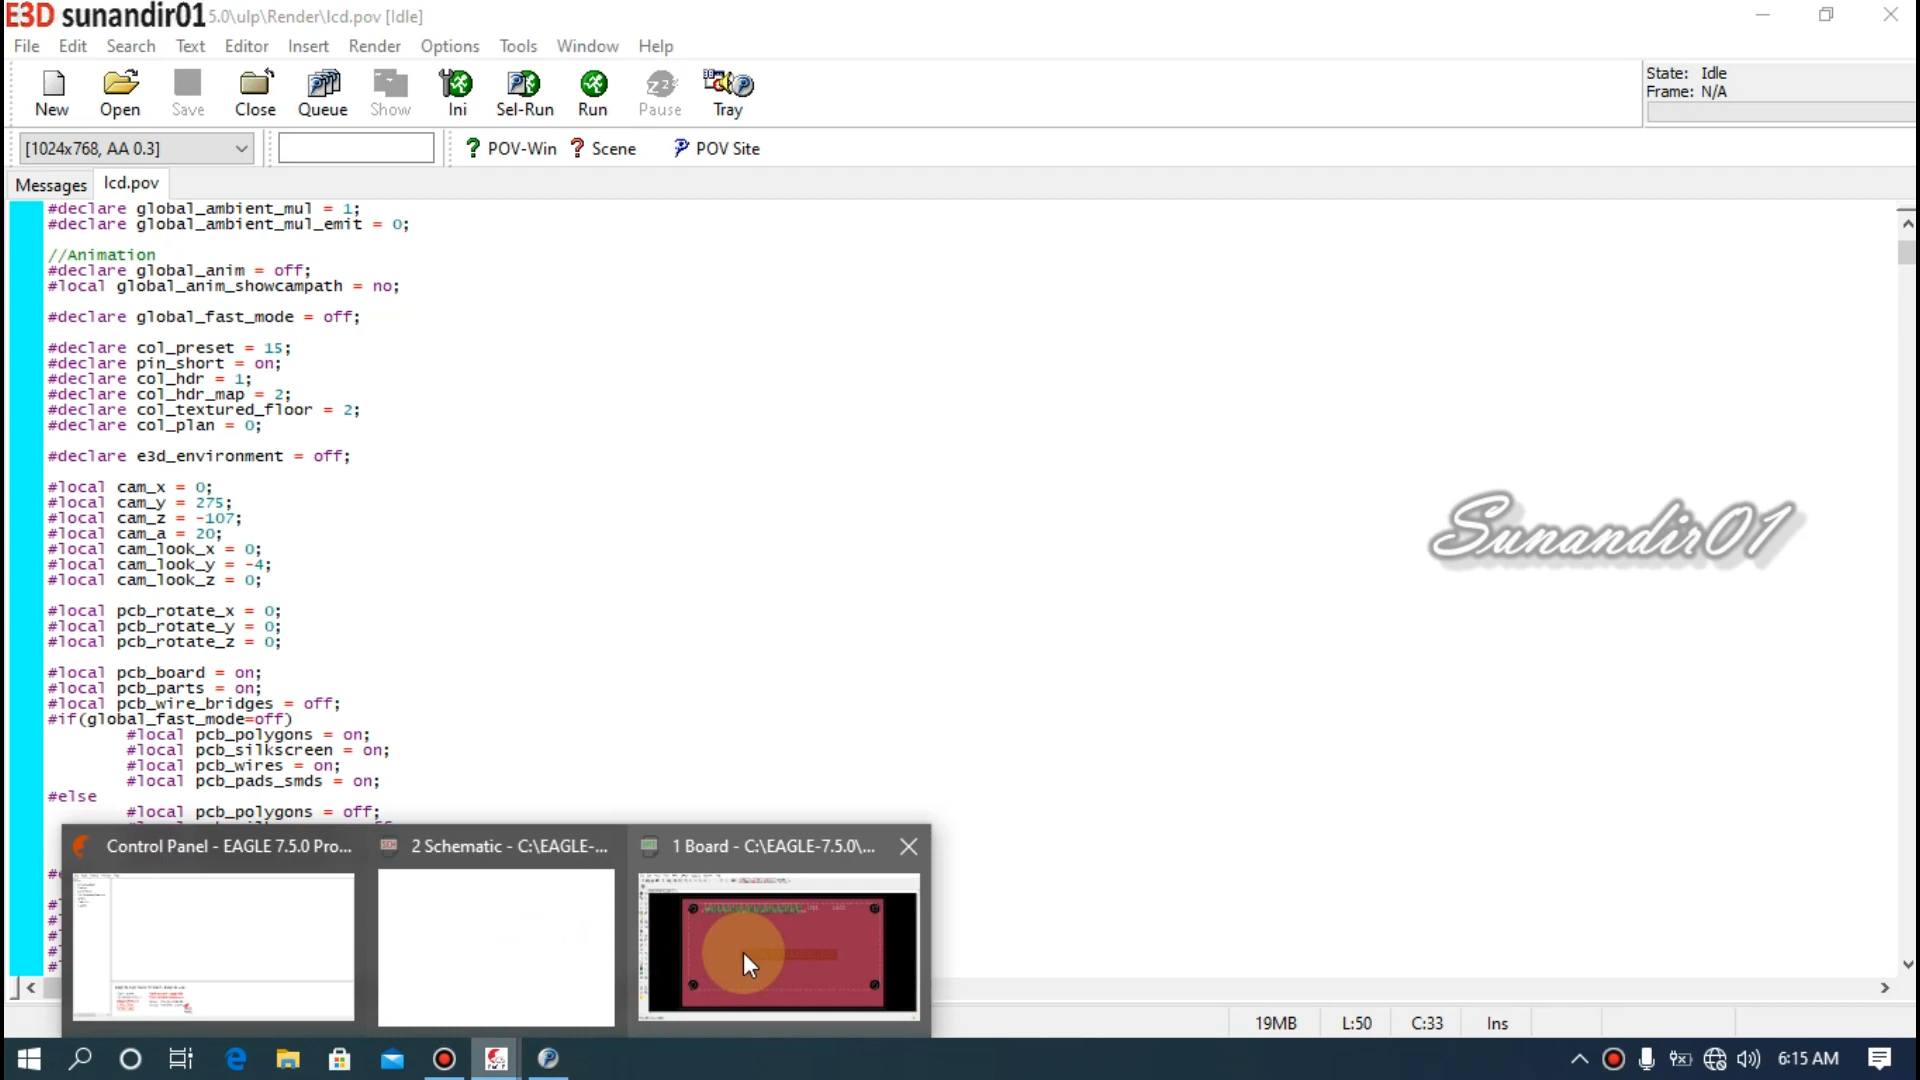 E3D sunandir01 5.0\ulp\Render\lcd.pov [Idle]
File Edit Search Text Editor Insert Render Options Tools Window Help
New Open Save Close Queue Show Ini Sel-Run Run Pause Tray
State: Idle
Frame: N/A
[1024x768, AA 0.3] POV-Win Scene POV Site
Messages lcd.pov
#declare global_ambient_mul = 1;
#declare global_ambient_mul_emit = 0;
//Animation
#declare global_anim = off;
#local global_anim_showcampath = no;
#declare global_fast_mode = off;
#declare col_preset = 15;
#declare pin_short = on;
#declare col_hdr = 1;
#declare col_hdr_map = 2;
#declare col_textured_floor = 2;
#declare col_plan = 0;
#declare e3d_environment = off;
#local cam_x = 0;
#local cam_y = 275;
#local cam_z = -107;
#local cam_a = 20;
#local cam_look_x = 0;
#local cam_look_y = -4;
#local cam_look_z = 0;
Sunandir01
#local pcb_rotate_x = 0;
#local pcb_rotate_y = 0;
#local pcb_rotate_z = 0;
#local pcb_board = on;
#local pcb_parts = on;
#local pcb_wire_bridges = off;
#if(global_fast_mode=off)
#local pcb_polygons = on;
#local pcb_silkscreen = on;
#local pcb_wires = on;
#local pcb_pads_smds = on;
#else
#local pcb_polygons = off;
Control Panel - EAGLE 7.5.0 Pro... 2 Schematic - C:\EAGLE-... 1 Board - C:\EAGLE-7.5.0\...
19MB L:50 C:33 Ins
6:15 AM